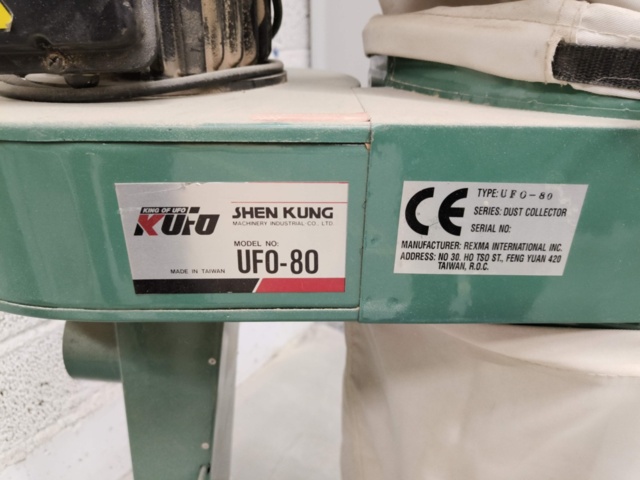 KING OF UFO
KUFO
SHEN KUNG
MACHINERY INDUSTRIAL CO., LTD.
MODEL NO:
UFO-80
MADE IN TAIWAN
CE
TYPE: UFO-80
SERIES: DUST COLLECTOR
SERIAL NO:
MANUFACTURER: REXMA INTERNATIONAL INC.
ADDRESS: NO 30. HO TSO ST., FENG YUAN 420
TAIWAN, R.O.C.